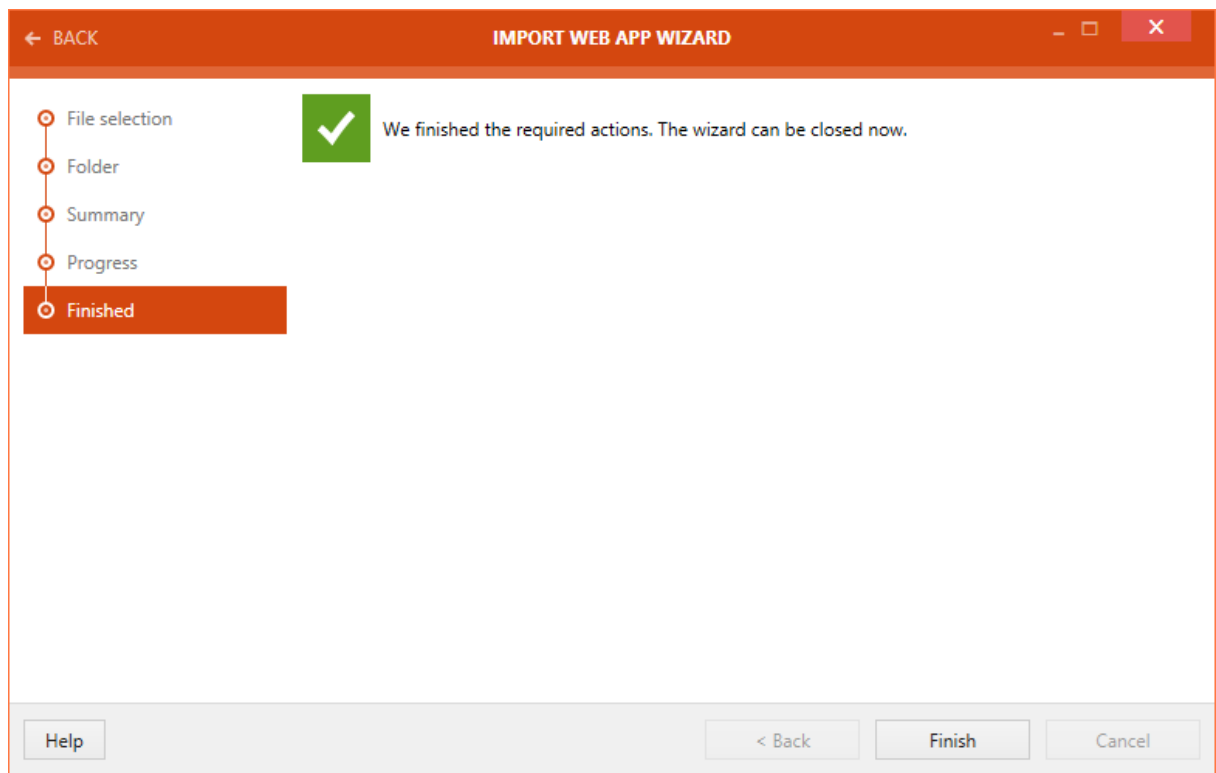 ← BACK
IMPORT WEB APP WIZARD
File selection
Folder
Summary
Progress
Finished
We finished the required actions. The wizard can be closed now.
Help
< Back
Finish
Cancel